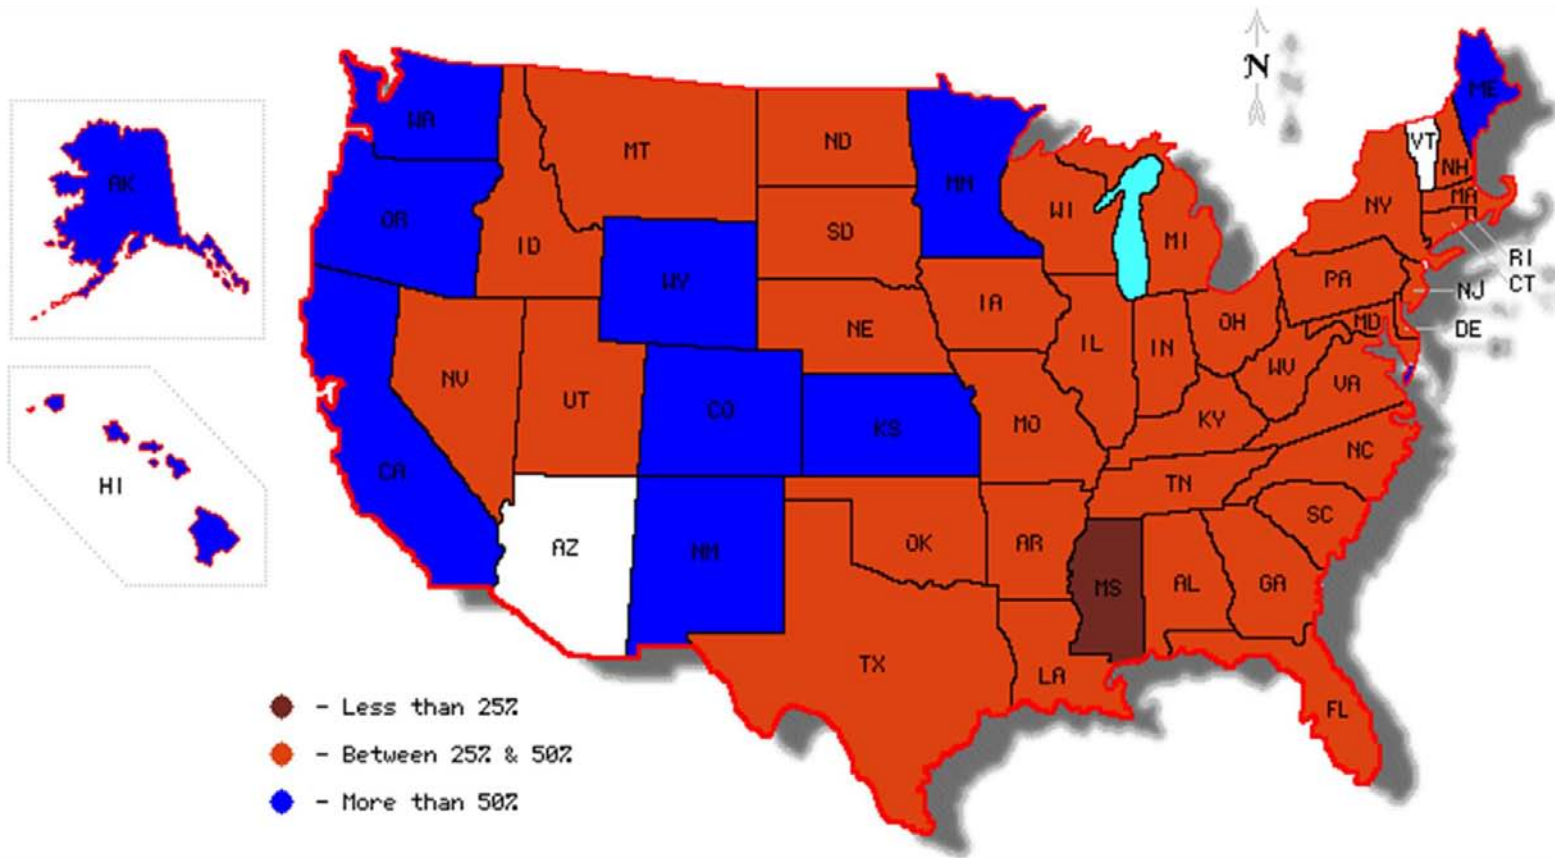 N
ME
WA
VT
MT
ND
NH
AK
MN
MA
OR
WI
NY
SD
MI
ID
RI
PA
CT
WY
NJ
IA
MD
OH
DE
NE
IL
IN
WV
NV
VA
UT
CO
KY
KS
MO
NC
CA
TN
HI
SC
AZ
NM
OK
AR
MS
AL
GA
TX
LA
FL
- Less than 25%
- Between 25% & 50%
- More than 50%